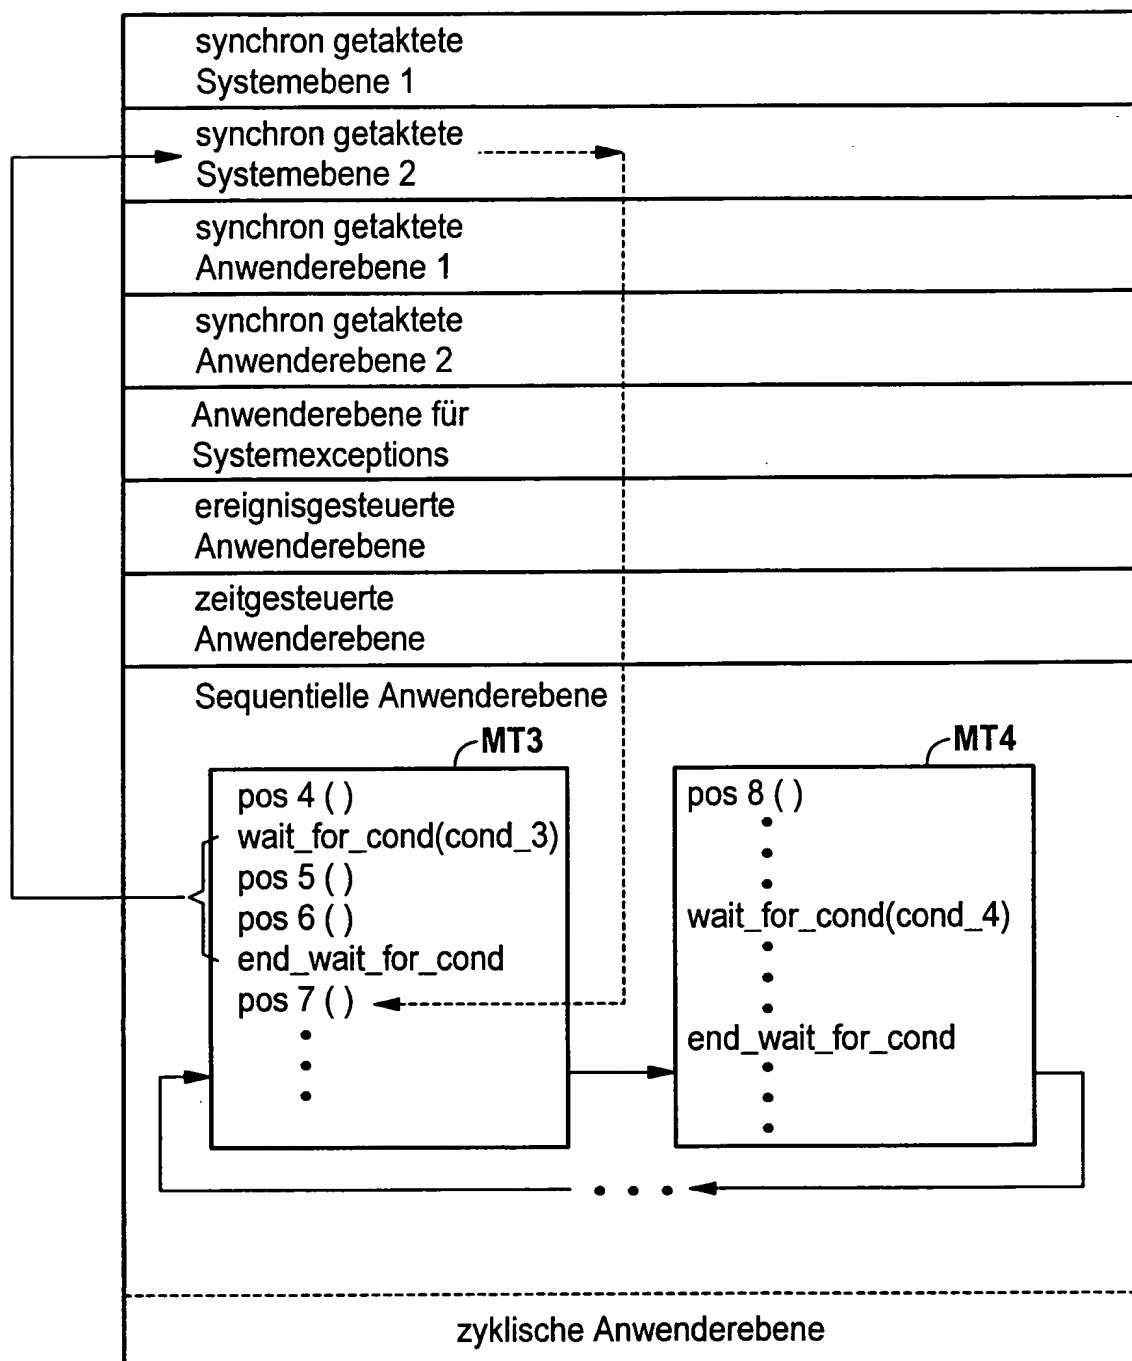 synchron getaktete
Systemebene 1
synchron getaktete
Systemebene 2
synchron getaktete
Anwenderebene 1
synchron getaktete
Anwenderebene 2
Anwenderebene für
Systemexceptions
ereignisgesteuerte
Anwenderebene
zeitgesteuerte
Anwenderebene
Sequentielle Anwenderebene
MT3
pos 4 ( )
wait_for_cond(cond_3)
pos 5 ( )
pos 6 ( )
end_wait_for_cond
pos 7 ( )
MT4
pos 8 ( )
wait_for_cond(cond_4)
end_wait_for_cond
zyklische Anwenderebene